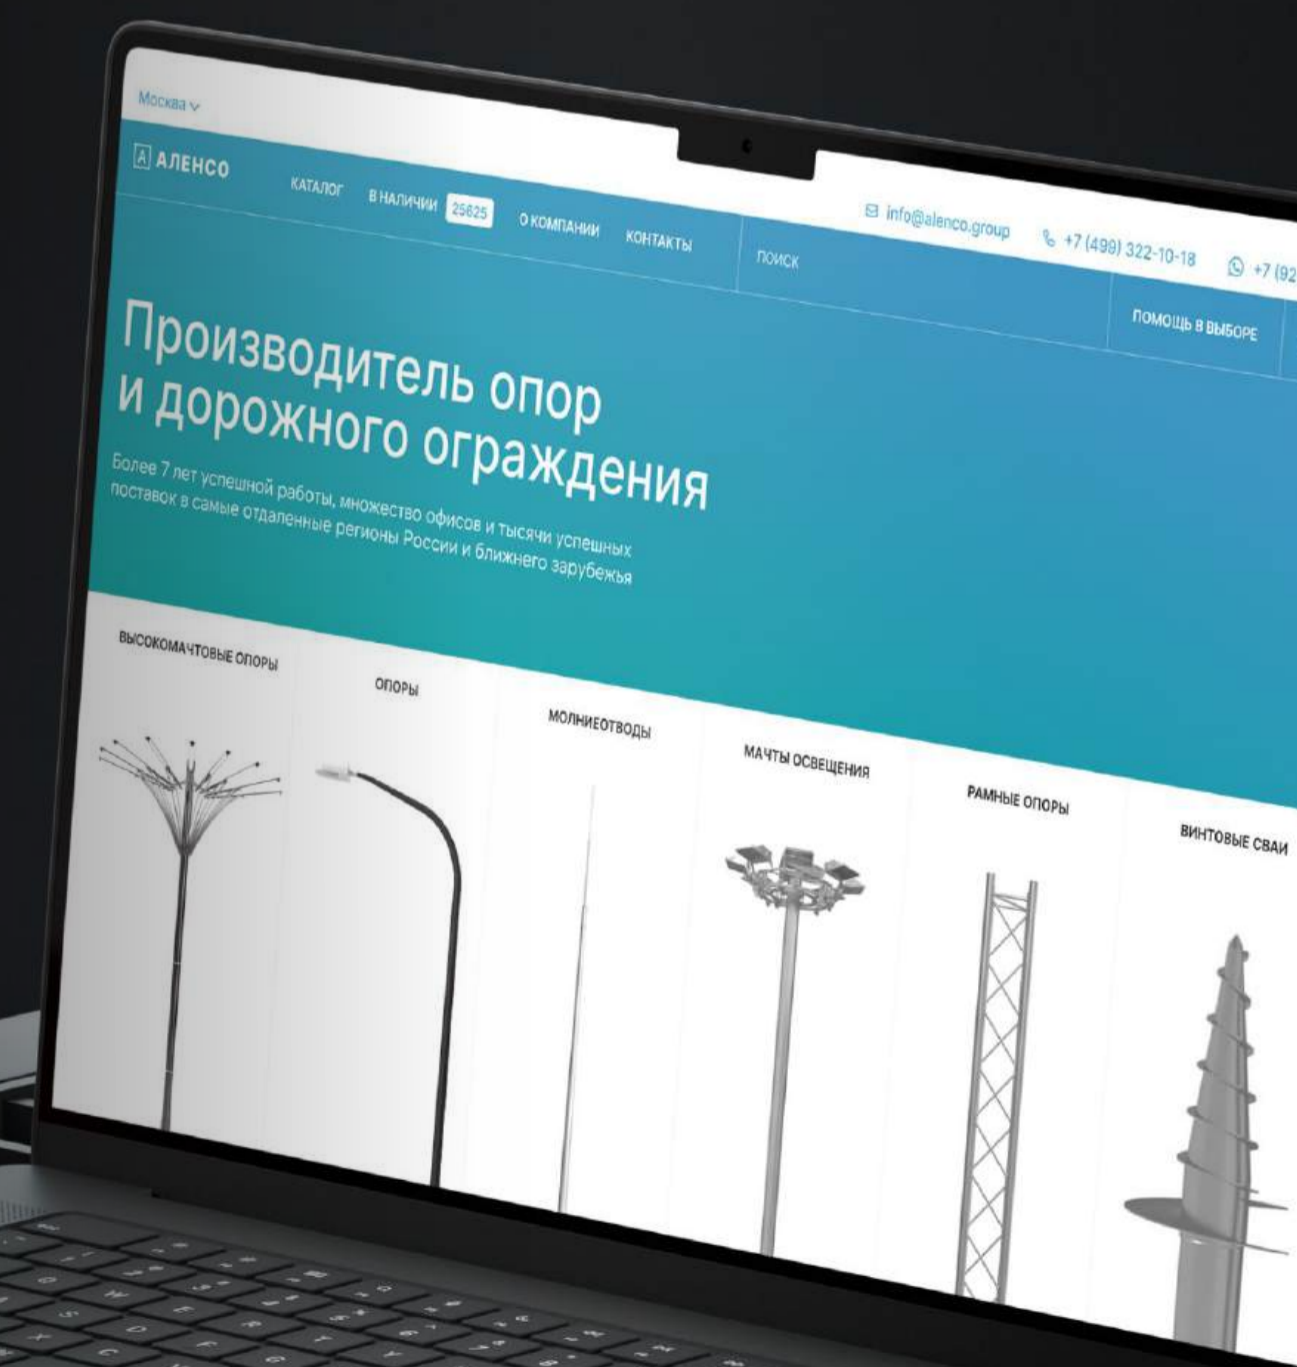 Москва
info@alenco.group
+7 (499) 322-10-18
+7 (92
А АЛЕНСО
КАТАЛОГ
В НАЛИЧИИ 25625
О КОМПАНИИ
КОНТАКТЫ
ПОИСК
ПОМОЩЬ В ВЫБОРЕ
Производитель опор
и дорожного ограждения
Более 7 лет успешной работы, множество офисов и тысячи успешных
поставок в самые отдаленные регионы России и ближнего зарубежья
ВЫСОКОМАЧТОВЫЕ ОПОРЫ
ОПОРЫ
МОЛНИЕОТВОДЫ
МАЧТЫ ОСВЕЩЕНИЯ
РАМНЫЕ ОПОРЫ
ВИНТОВЫЕ СВАИ